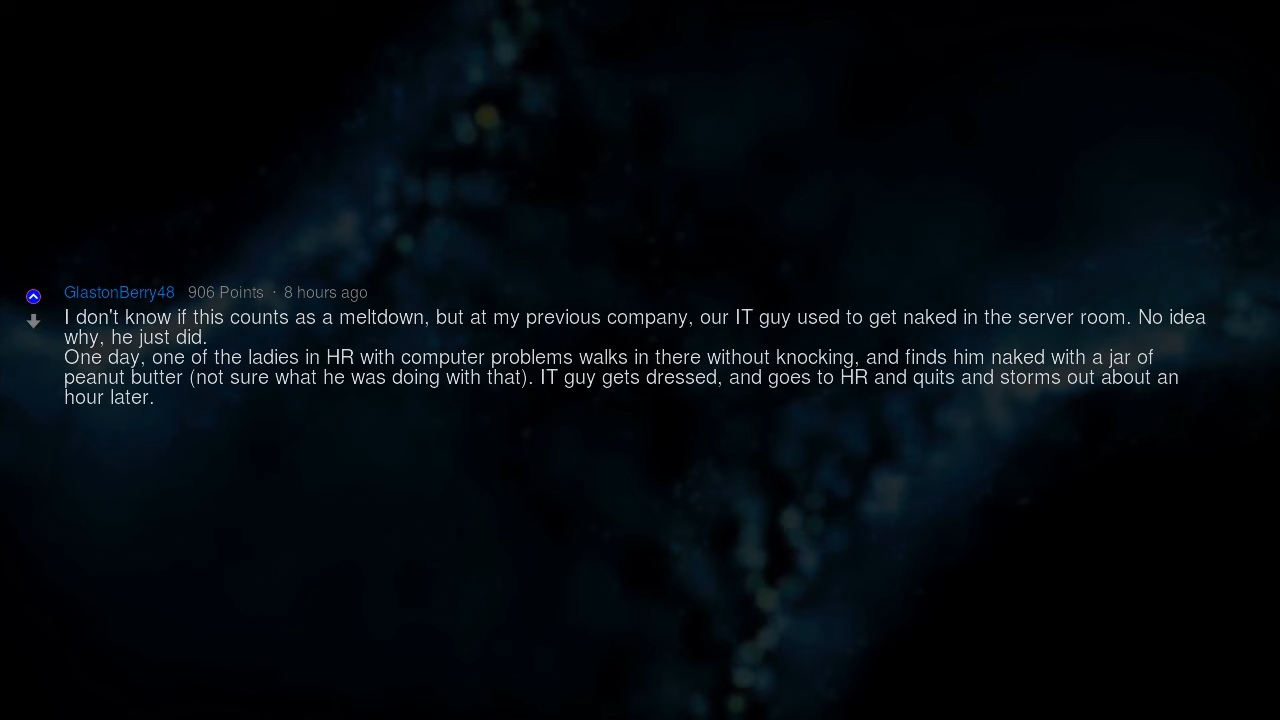 GlastonBerry48 906 Points · 8 hours ago
I don't know if this counts as a meltdown, but at my previous company, our IT guy used to get naked in the server room. No idea
why, he just did.
One day, one of the ladies in HR with computer problems walks in there without knocking, and finds him naked with a jar of
peanut butter (not sure what he was doing with that). IT guy gets dressed, and goes to HR and quits and storms out about an
hour later.